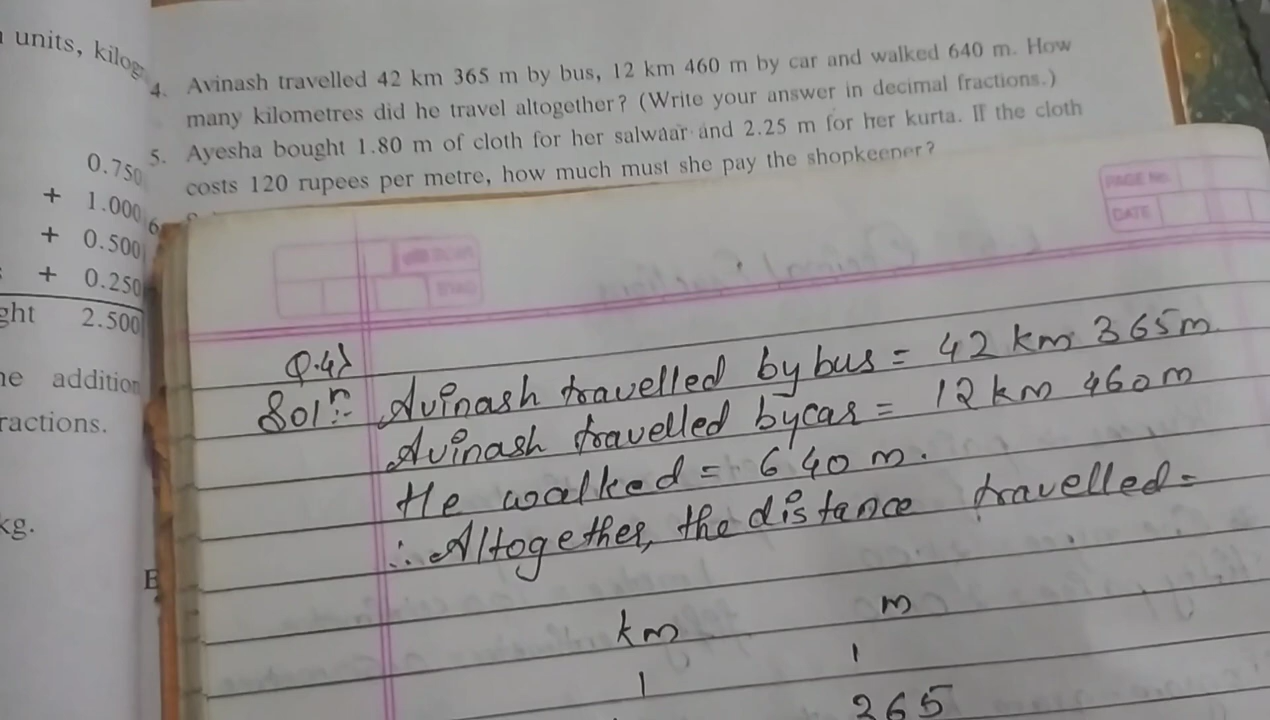 units, kilog
0.750
+ 1.000
+ 0.500
+ 0.250
ght 2.500
addition
ractions.
kg.
4. Avinash travelled 42 km 365 m by bus, 12 km 460 m by car and walked 640 m. How
many kilometres did he travel altogether? (Write your answer in decimal fractions.)
5. Ayesha bought 1.80 m of cloth for her salwaar and 2.25 m for her kurta. If the cloth
costs 120 rupees per metre, how much must she pay the shopkeeper?
6
E
PAGE No.
DATE
Q.4)
Solⁿ:- Avinash travelled by bus = 42 km 365m
Avinash travelled by car = 12 km 460 m
He walked = 640 m.
∴ Altogether, the distance travelled =
km m
1 1
365